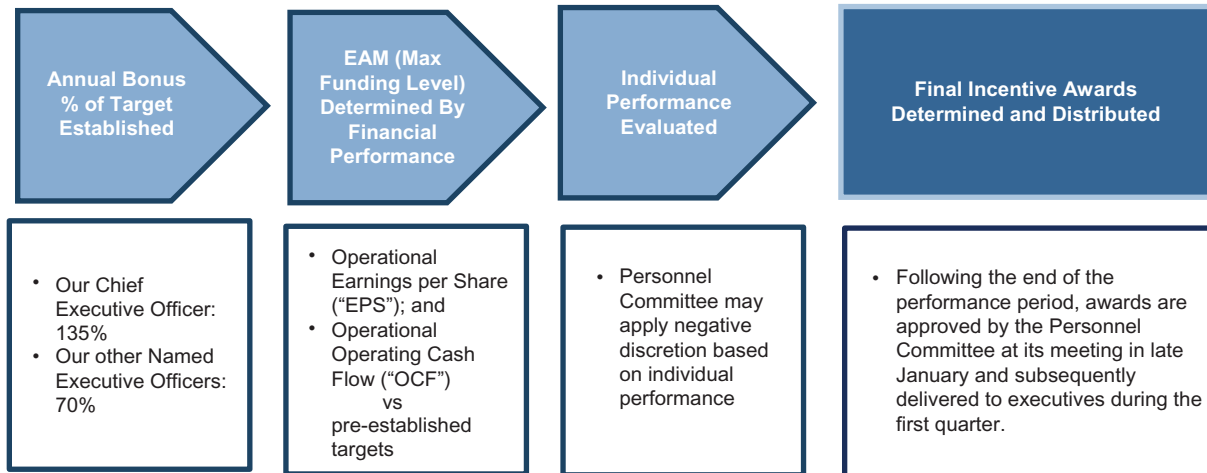 Annual Bonus
% of Target
Established
EAM (Max
Funding Level)
Determined By
Financial
Performance
Individual
Performance
Evaluated
Final Incentive Awards
Determined and Distributed
• Our Chief
Executive Officer:
135%
• Our other Named
Executive Officers:
70%
• Operational
Earnings per Share
(“EPS”); and
• Operational
Operating Cash
Flow (“OCF”)
vs
pre-established
targets
• Personnel
Committee may
apply negative
discretion based
on individual
performance
• Following the end of the
performance period, awards are
approved by the Personnel
Committee at its meeting in late
January and subsequently
delivered to executives during the
first quarter.